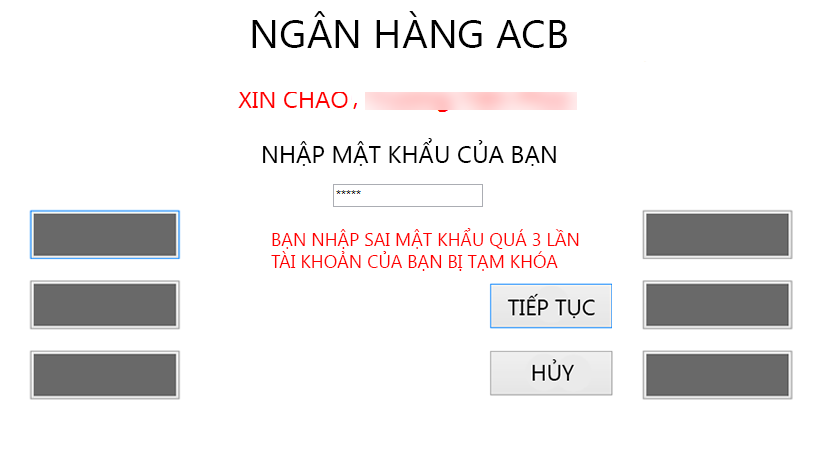 NGÂN HÀNG ACB
XIN CHAO ,
NHẬP MẬT KHẨU CỦA BẠN
*****
BẠN NHẬP SAI MẬT KHẨU QUÁ 3 LẦN
TÀI KHOẢN CỦA BẠN BỊ TẠM KHÓA
TIẾP TỤC
HỦY